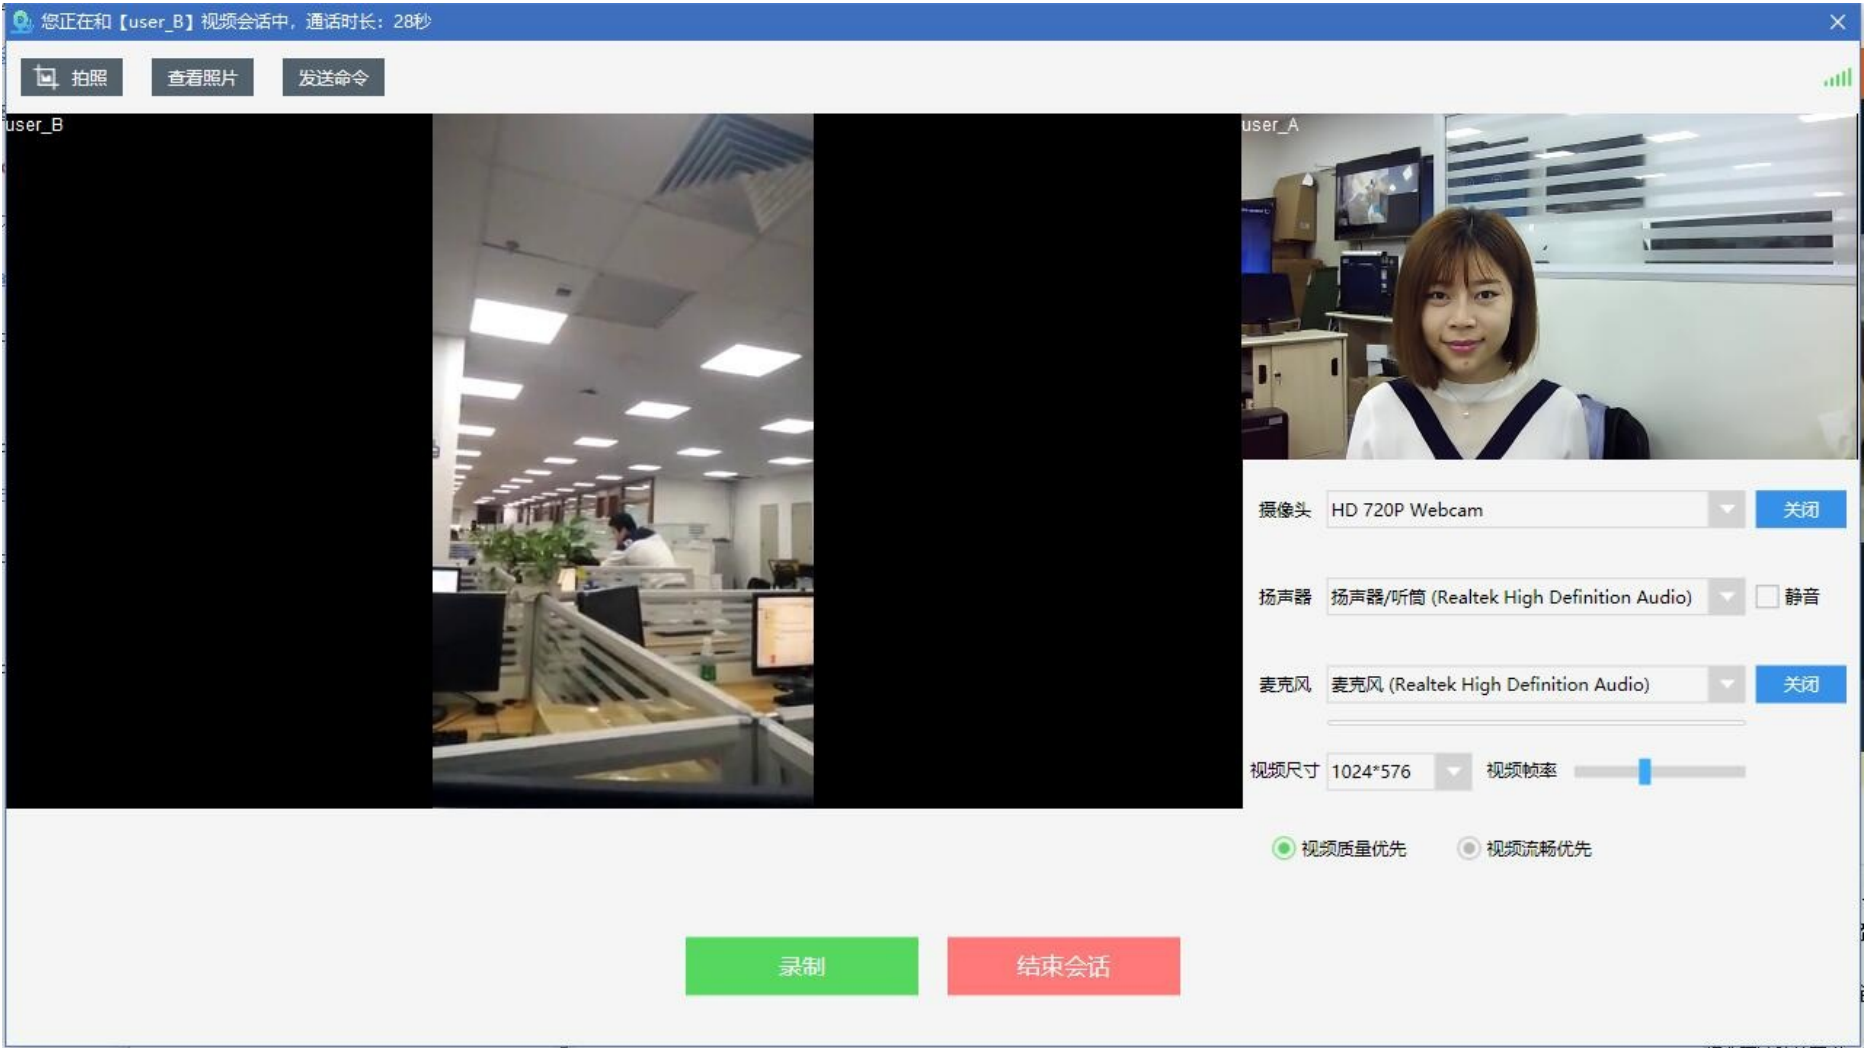 您正在和【user_B】视频会话中，通话时长：28秒
拍照 查看照片 发送命令
user_B
user_A
摄像头 HD 720P Webcam 关闭
扬声器 扬声器/听筒 (Realtek High Definition Audio) 静音
麦克风 麦克风 (Realtek High Definition Audio) 关闭
视频尺寸 1024*576 视频帧率
视频质量优先 视频流畅优先
录制 结束会话